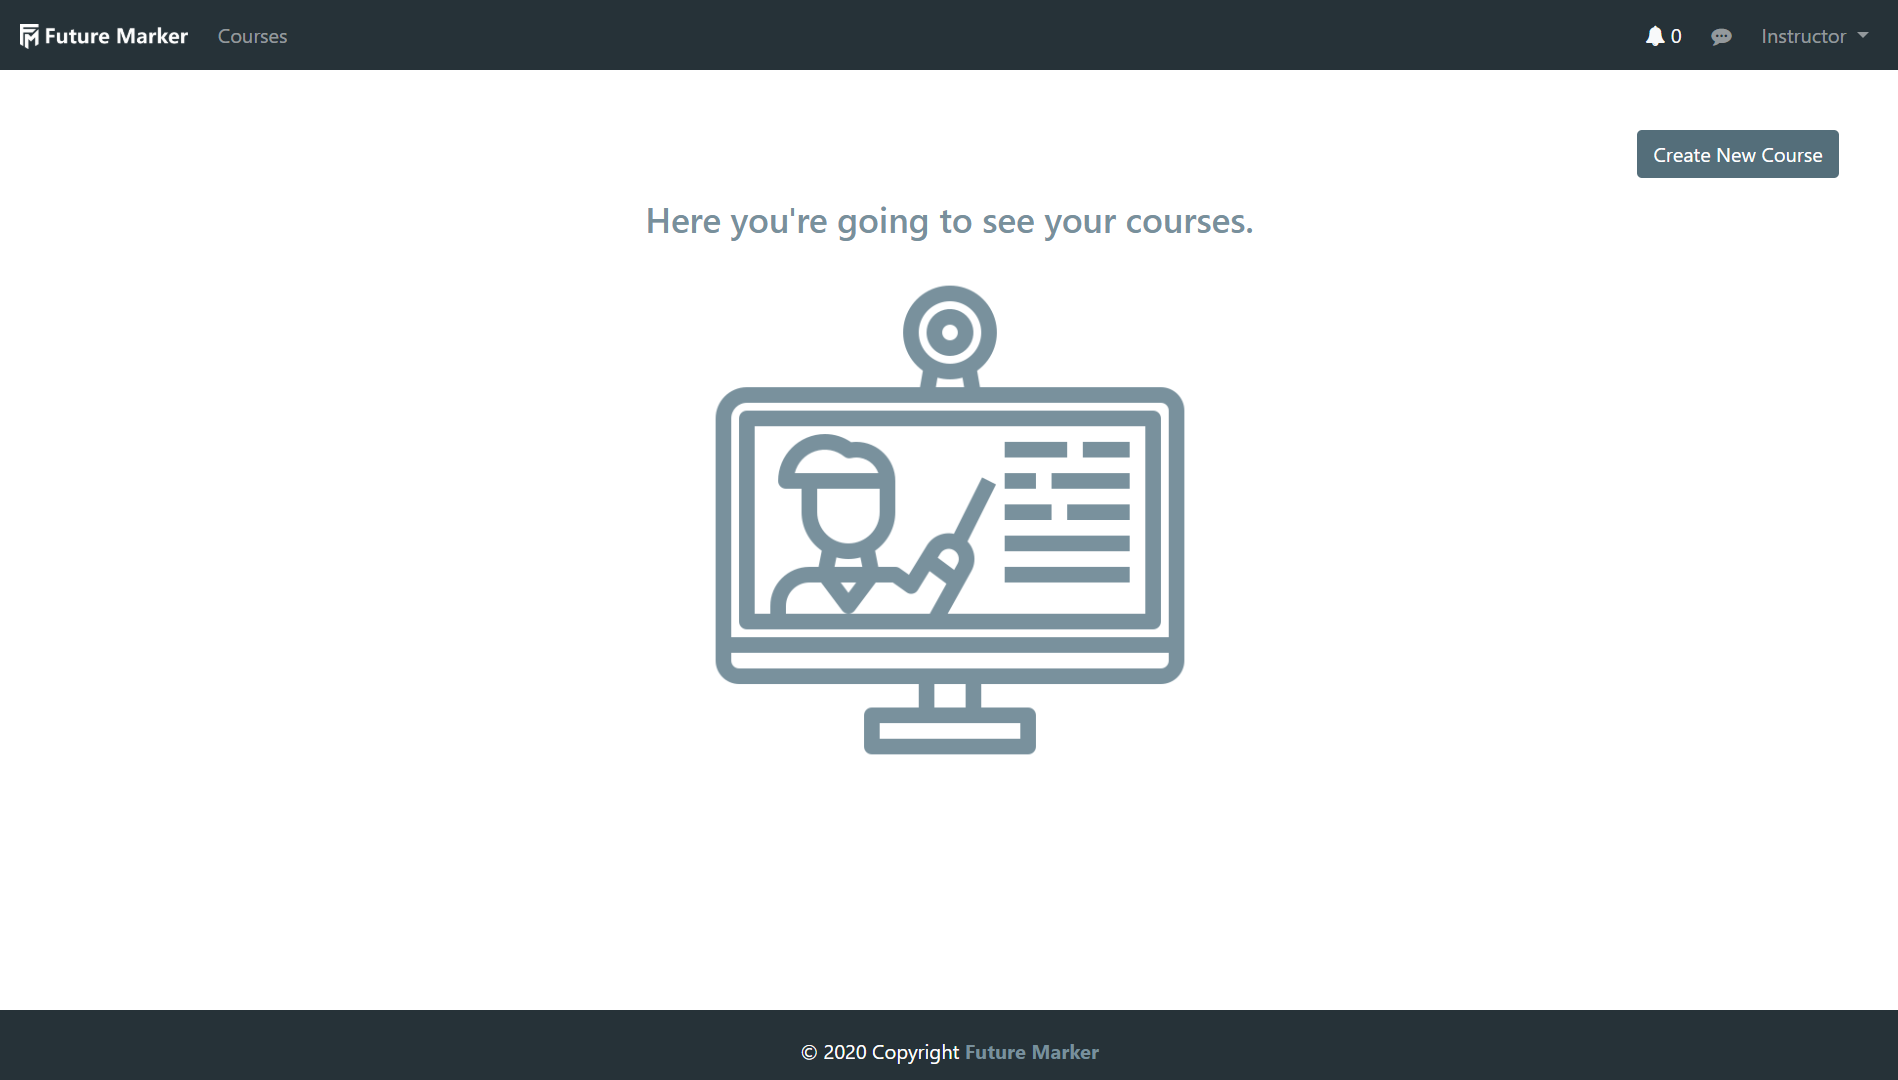 Future Marker Courses 0 Instructor
Create New Course
Here you're going to see your courses.
© 2020 Copyright Future Marker